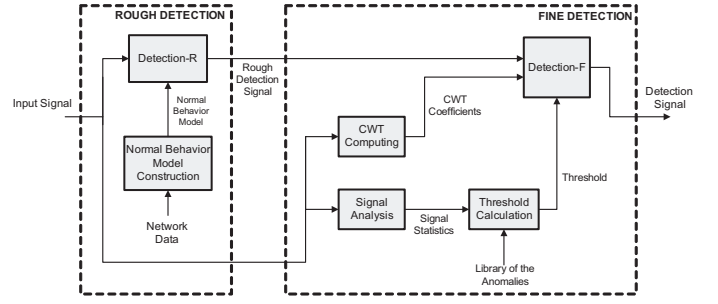 ROUGH DETECTION
FINE DETECTION
Detection-R
Rough
Detection
Signal
Detection-F
Input Signal
Normal
Behavior
Model
CWT
Coefficients
Detection
Signal
CWT
Computing
Normal Behavior
Model
Construction
Threshold
Signal
Analysis
Signal
Statistics
Threshold
Calculation
Network
Data
Library of the
Anomalies